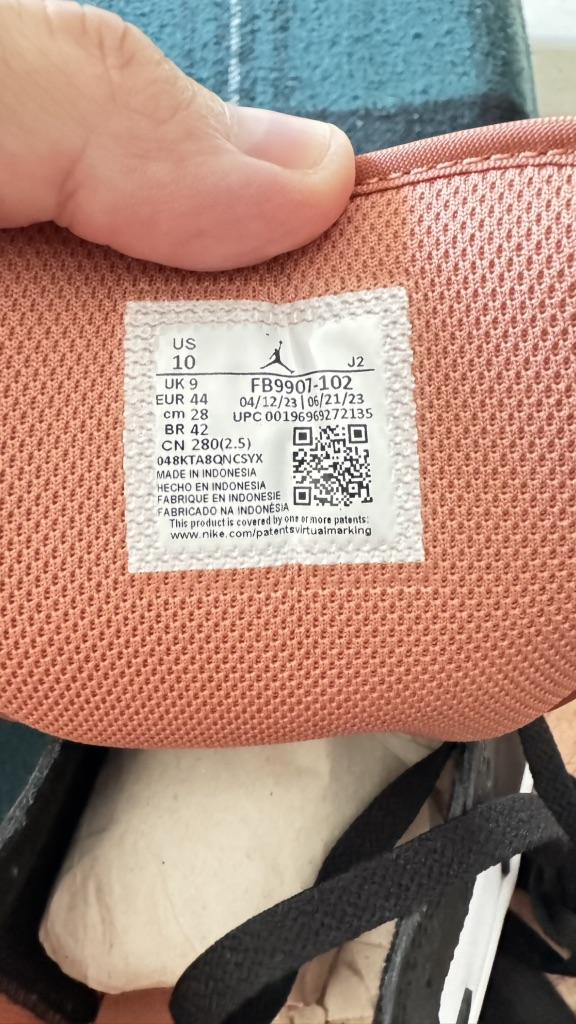 US
10
J2
UK 9 FB9907-102
EUR 44 04/12/23 | 06/21/23
cm 28 UPC 00196969272135
BR 42
CN 280(2.5)
048KTA8QNCSYX
MADE IN INDONESIA
HECHO EN INDONESIA
FABRIQUE EN INDONESIE
FABRICADO NA INDONÉSIA
This product is covered by one or more patents:
www.nike.com/patentsvirtualmarking